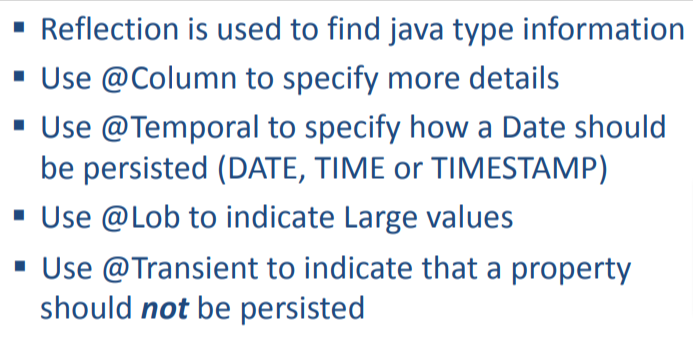 ▪ Reflection is used to find java type information
▪ Use @Column to specify more details
▪ Use @Temporal to specify how a Date should
be persisted (DATE, TIME or TIMESTAMP)
▪ Use @Lob to indicate Large values
▪ Use @Transient to indicate that a property
should not be persisted